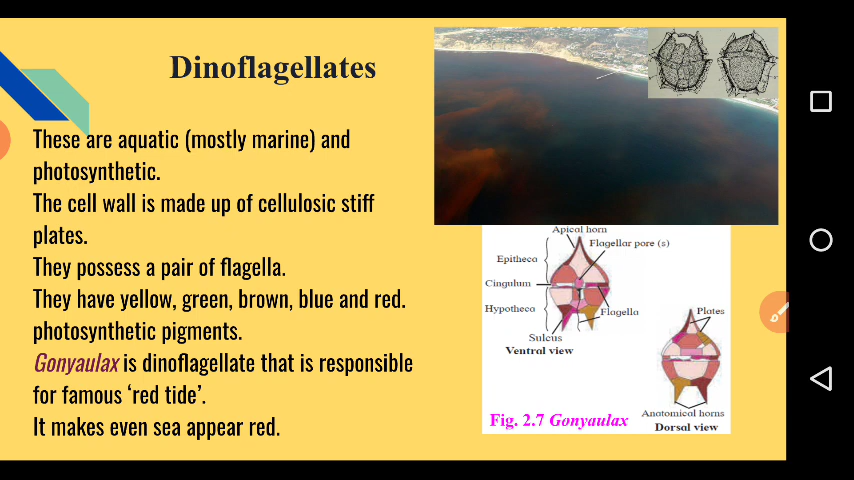 Dinoflagellates
These are aquatic (mostly marine) and
photosynthetic.
The cell wall is made up of cellulosic stiff
plates.
They possess a pair of flagella.
They have yellow, green, brown, blue and red.
photosynthetic pigments.
Gonyaulax is dinoflagellate that is responsible
for famous ‘red tide’.
It makes even sea appear red.
Apical horn
Flagellar pore (s)
Epitheca
Cingulum
Hypotheca
Flagella
Sulcus
Ventral view
Plates
Anatomical horns
Dorsal view
Fig. 2.7 Gonyaulax